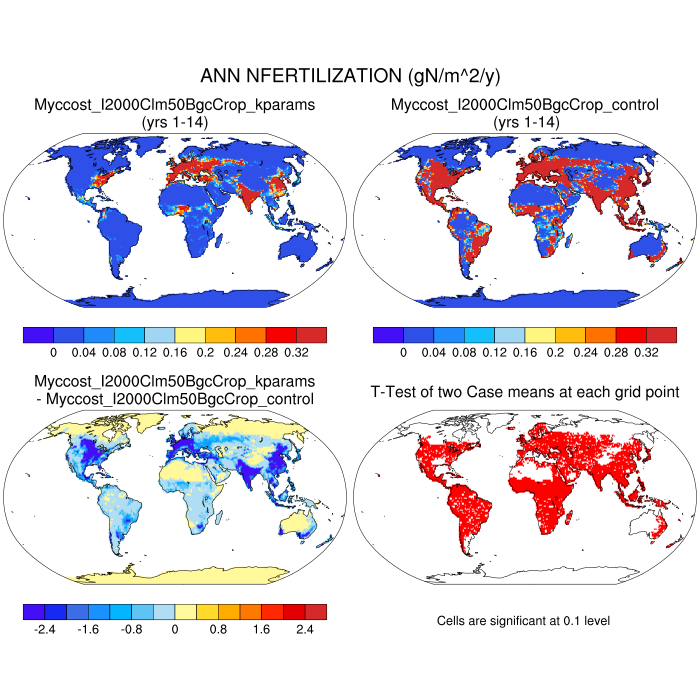 ANN NFERTILIZATION (gN/m^2/y)
Myccost_I2000Clm50BgcCrop_kparams
(yrs 1-14)
Myccost_I2000Clm50BgcCrop_control
(yrs 1-14)
0 0.04 0.08 0.12 0.16 0.2 0.24 0.28 0.32
0 0.04 0.08 0.12 0.16 0.2 0.24 0.28 0.32
Myccost_I2000Clm50BgcCrop_kparams
- Myccost_I2000Clm50BgcCrop_control
T-Test of two Case means at each grid point
-2.4 -1.6 -0.8 0 0.8 1.6 2.4
Cells are significant at 0.1 level